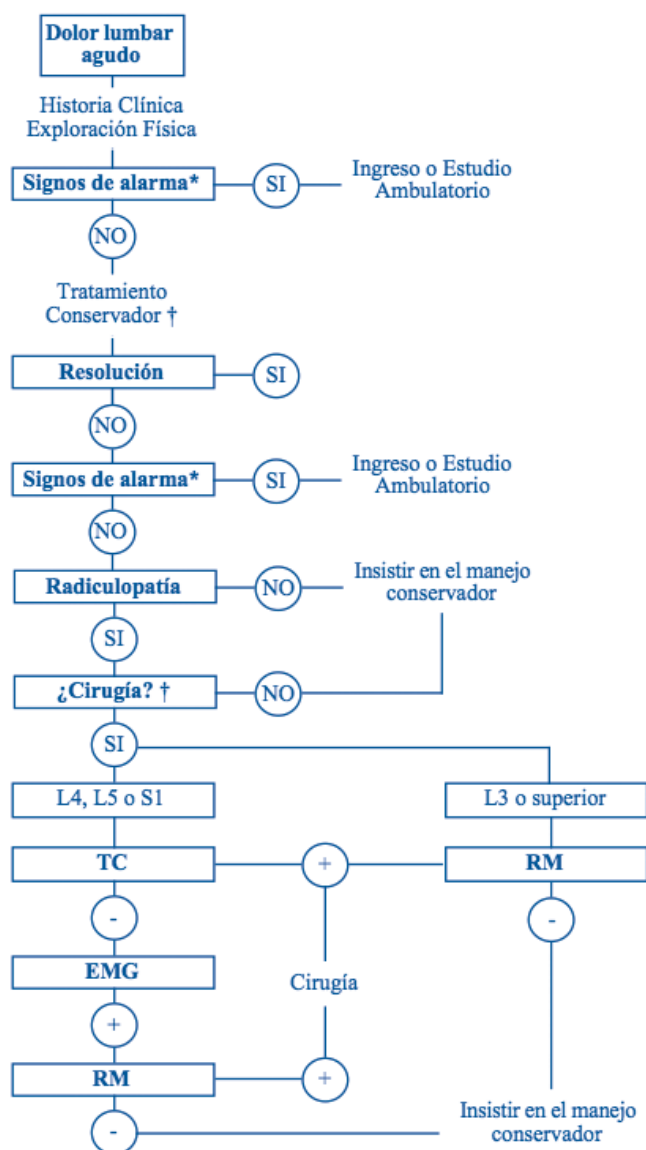 Dolor lumbar
agudo
Historia Clínica
Exploración Física
Signos de alarma*
SI
Ingreso o Estudio
Ambulatorio
NO
Tratamiento
Conservador †
Resolución
SI
NO
Signos de alarma*
SI
Ingreso o Estudio
Ambulatorio
NO
Radiculopatía
NO
Insistir en el manejo
conservador
SI
¿Cirugía? †
NO
SI
L4, L5 o S1
L3 o superior
TC
+
RM
-
-
EMG
Cirugía
+
RM
+
-
Insistir en el manejo
conservador